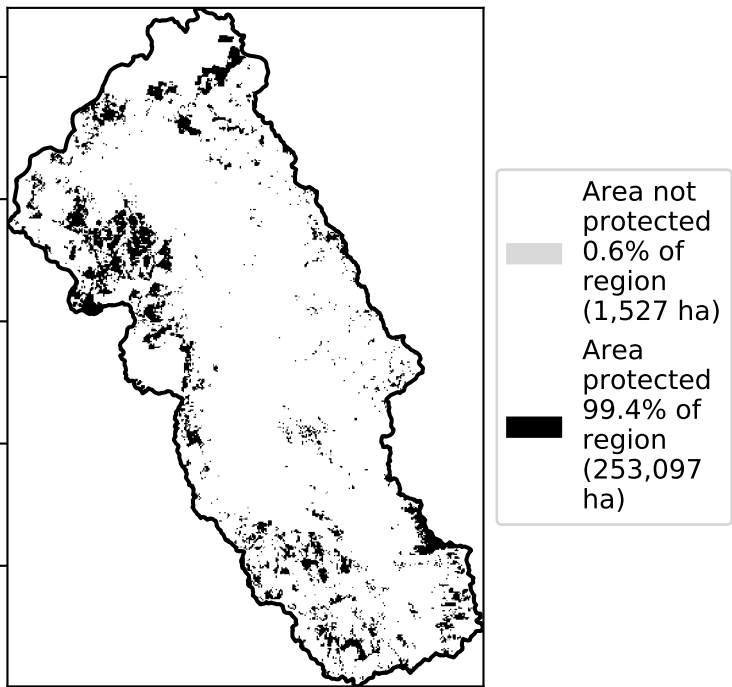 Area not
protected
0.6% of
region
(1,527 ha)
Area
protected
99.4% of
region
(253,097
ha)